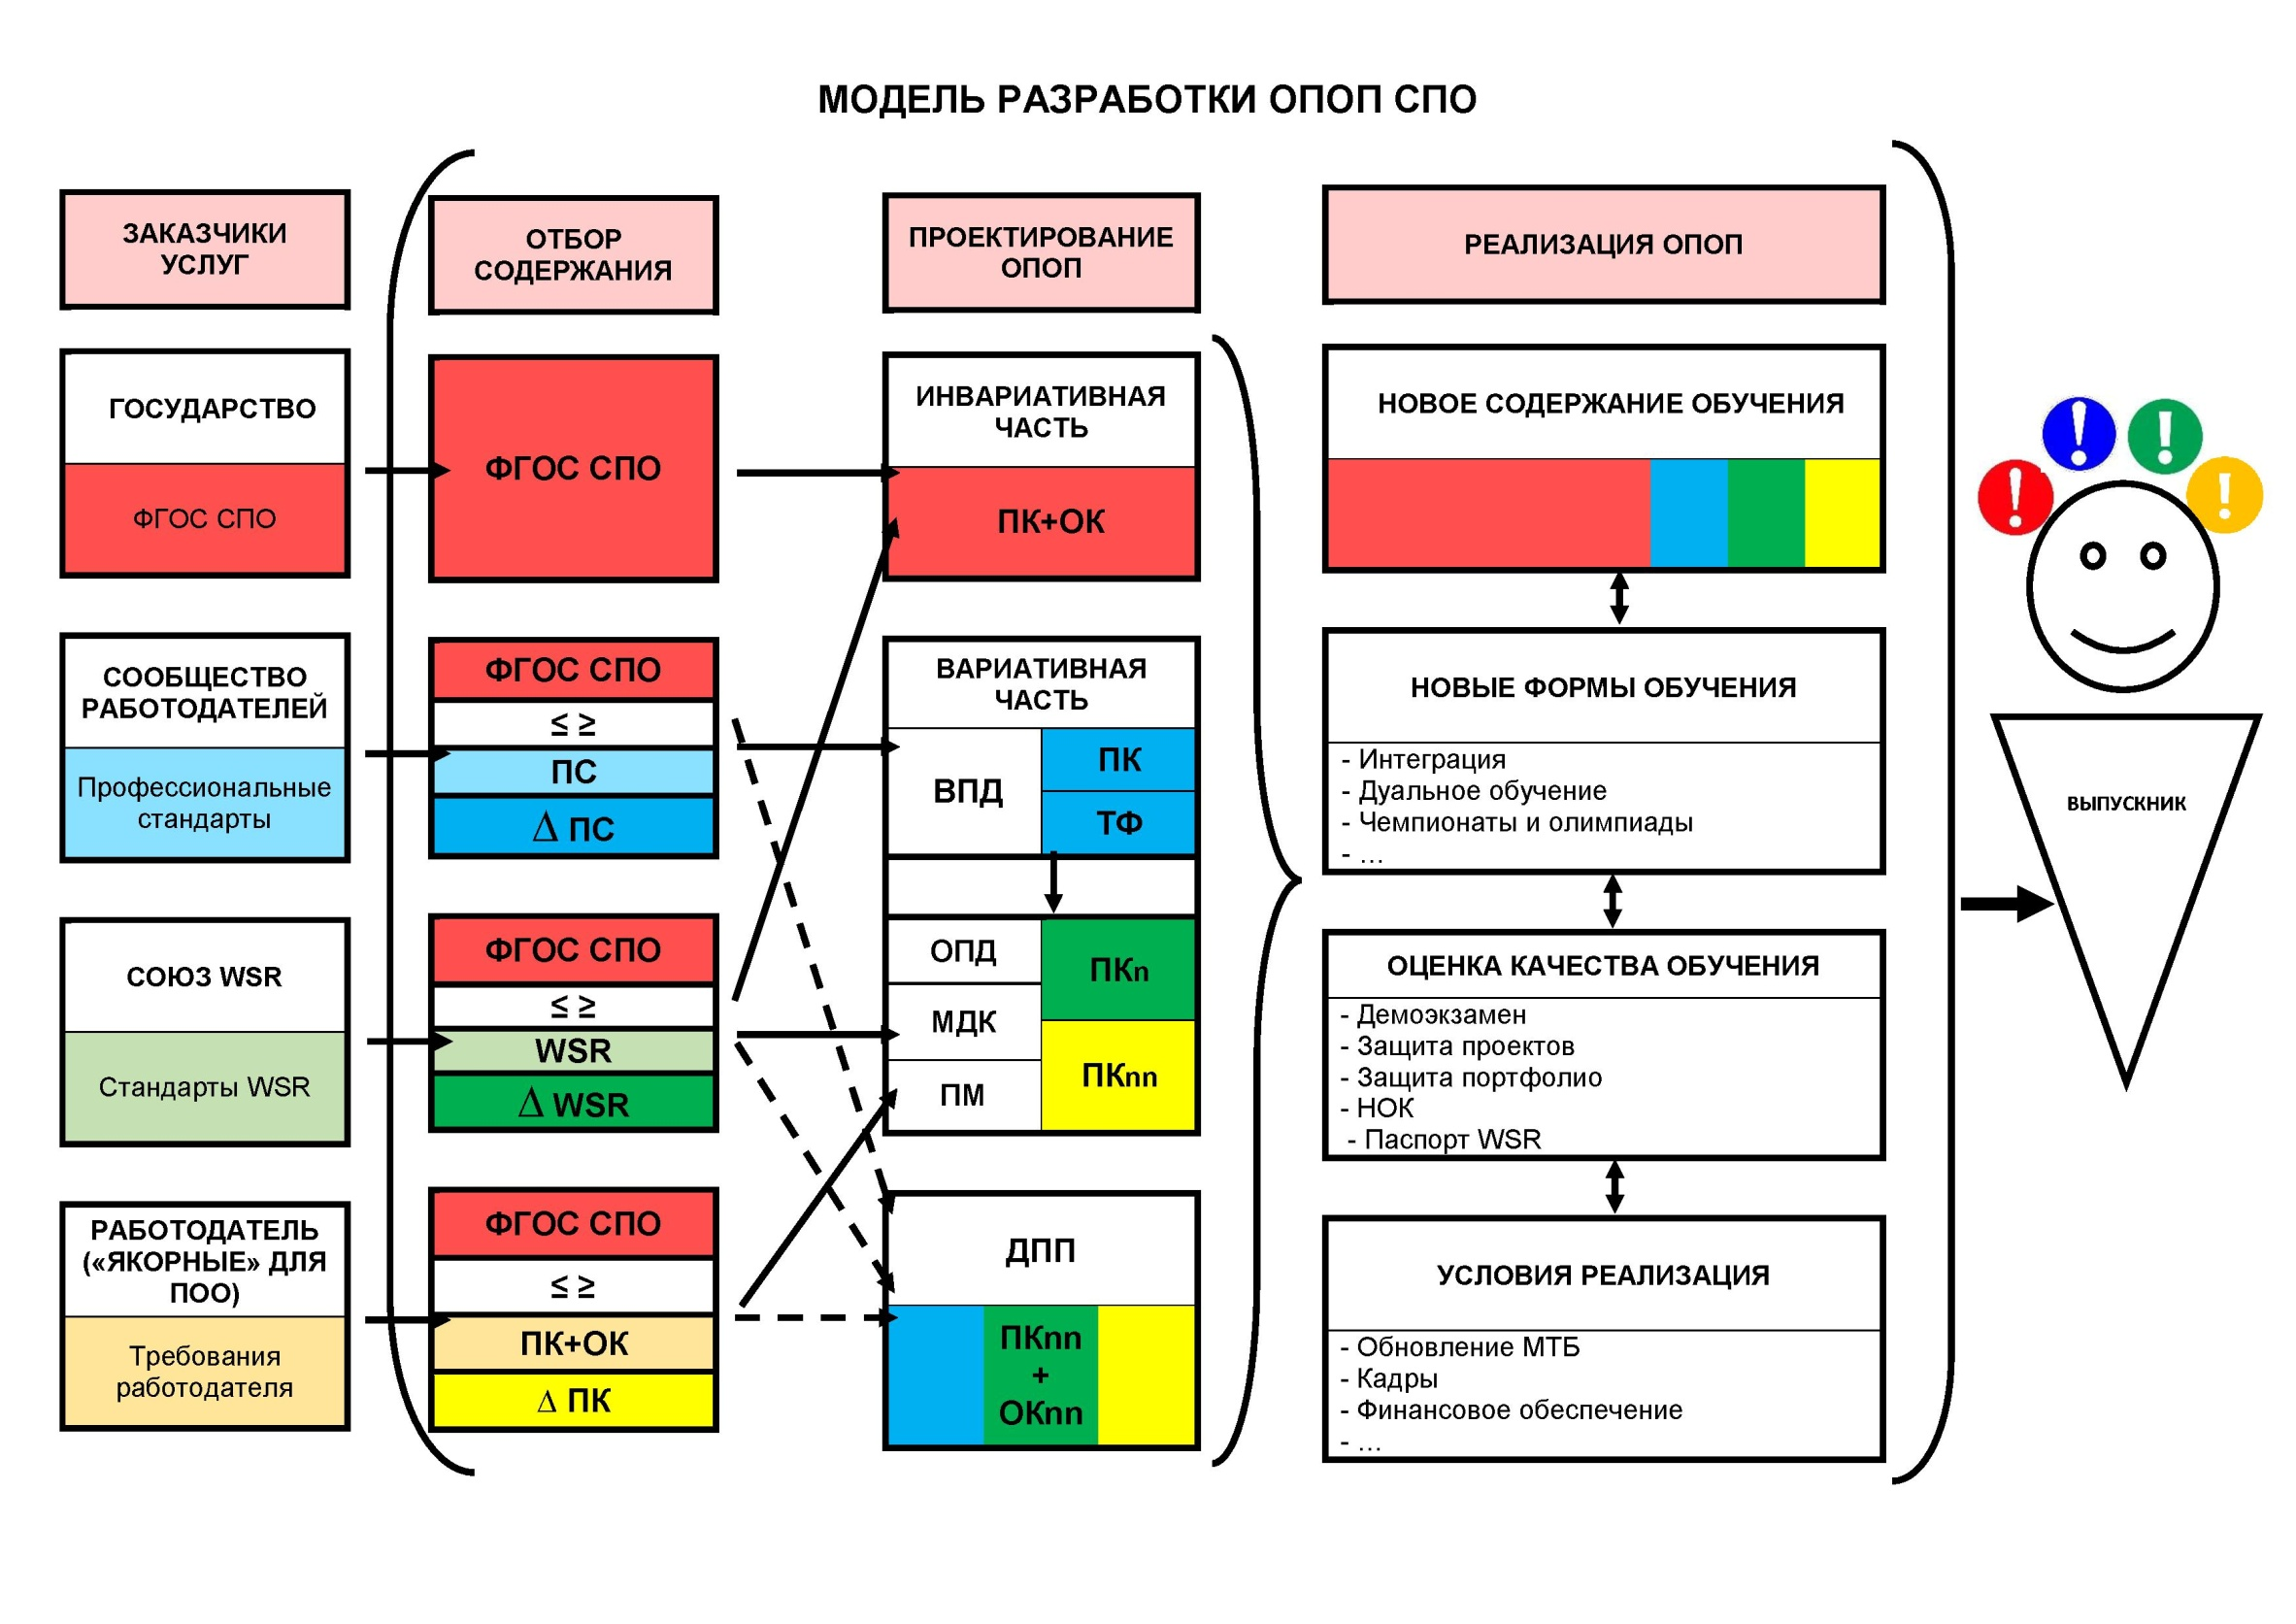 МОДЕЛЬ РАЗРАБОТКИ ОПОП СПО
ЗАКАЗЧИКИ
УСЛУГ
ГОСУДАРСТВО
ФГОС СПО
СООБЩЕСТВО
РАБОТОДАТЕЛЕЙ
Профессиональные
стандарты
СОЮЗ WSR
Стандарты WSR
РАБОТОДАТЕЛЬ
(«ЯКОРНЫЕ» ДЛЯ
ПОО)
Требования
работодателя
ОТБОР
СОДЕРЖАНИЯ
ФГОС СПО
ФГОС СПО
≤ ≥
ПС
Δ ПС
ФГОС СПО
≤ ≥
WSR
Δ WSR
ФГОС СПО
≤ ≥
ПК+ОК
Δ ПК
ПРОЕКТИРОВАНИЕ
ОПОП
ИНВАРИАТИВНАЯ
ЧАСТЬ
ПК+ОК
ВАРИАТИВНАЯ
ЧАСТЬ
ВПД
ПК
ТФ
ОПД
МДК
ПМ
ПКn
ПКnn
ДПП
ПКnn
+
ОКnn
РЕАЛИЗАЦИЯ ОПОП
НОВОЕ СОДЕРЖАНИЕ ОБУЧЕНИЯ
НОВЫЕ ФОРМЫ ОБУЧЕНИЯ
- Интеграция
- Дуальное обучение
- Чемпионаты и олимпиады
- ...
ОЦЕНКА КАЧЕСТВА ОБУЧЕНИЯ
- Демоэкзамен
- Защита проектов
- Защита портфолио
- НОК
- Паспорт WSR
УСЛОВИЯ РЕАЛИЗАЦИЯ
- Обновление МТБ
- Кадры
- Финансовое обеспечение
- ...
! ! ! !
ВЫПУСКНИК